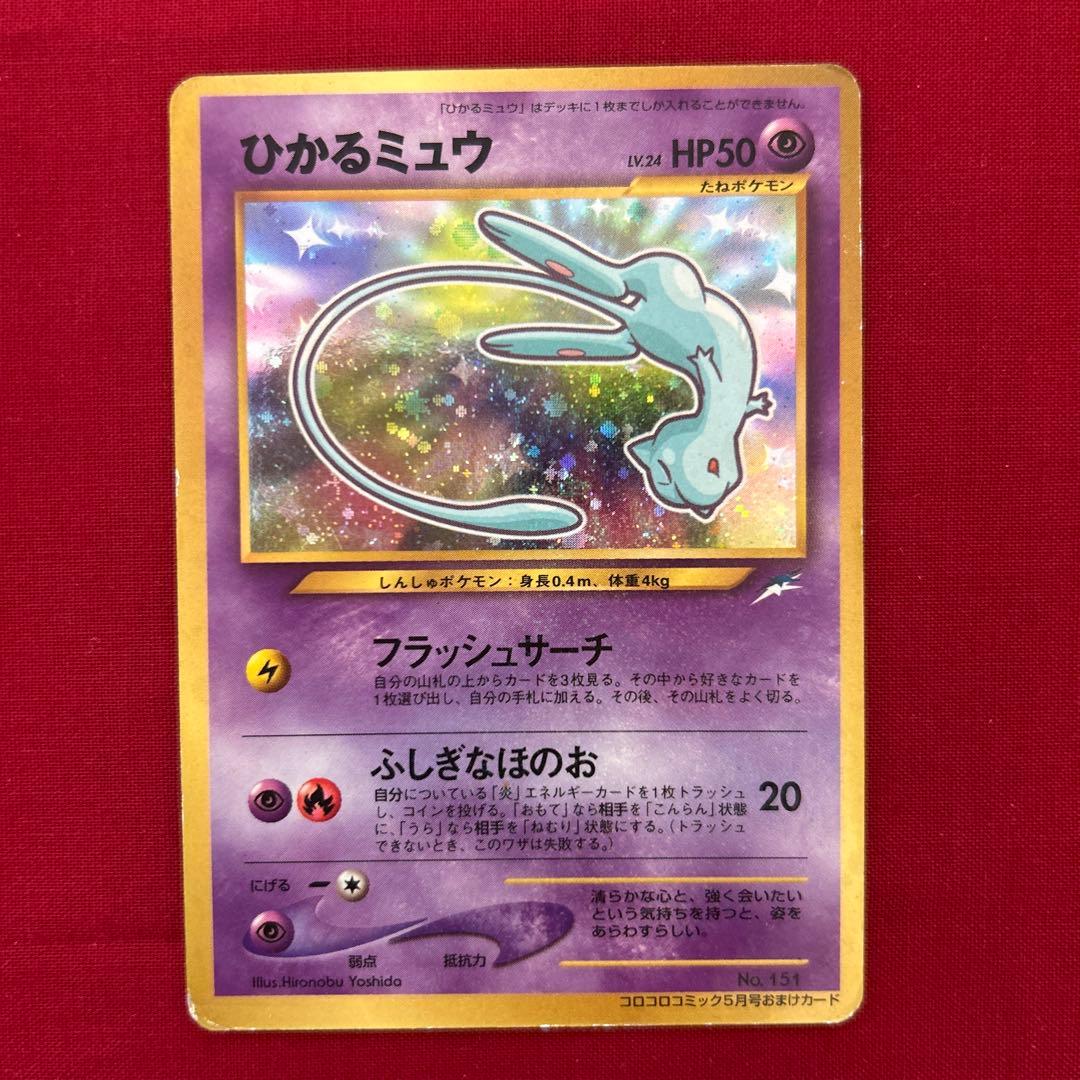 「ひかるミュウ」はデッキに1枚までしか入れることができません。
ひかるミュウ
LV.24 HP50
たねポケモン
しんしゅポケモン：身長0.4m、体重4kg
フラッシュサーチ
自分の山札の上からカードを3枚見る。その中から好きなカードを
1枚選び出し、自分の手札に加える。その後、その山札をよく切る。
ふしぎなほのお
自分についている「炎」エネルギーカードを1枚トラッシュ
し、コインを投げる。「おもて」なら相手を「こんらん」状態
に、「うら」なら相手を「ねむり」状態にする。（トラッシュ
できないとき、このワザは失敗する。）
20
にげる
弱点
抵抗力
清らかな心と、強く会いたい
という気持ちを持つと、姿を
あらわすらしい。
Illus.Hironobu Yoshida
No. 151
コロコロコミック5月号おまけカード